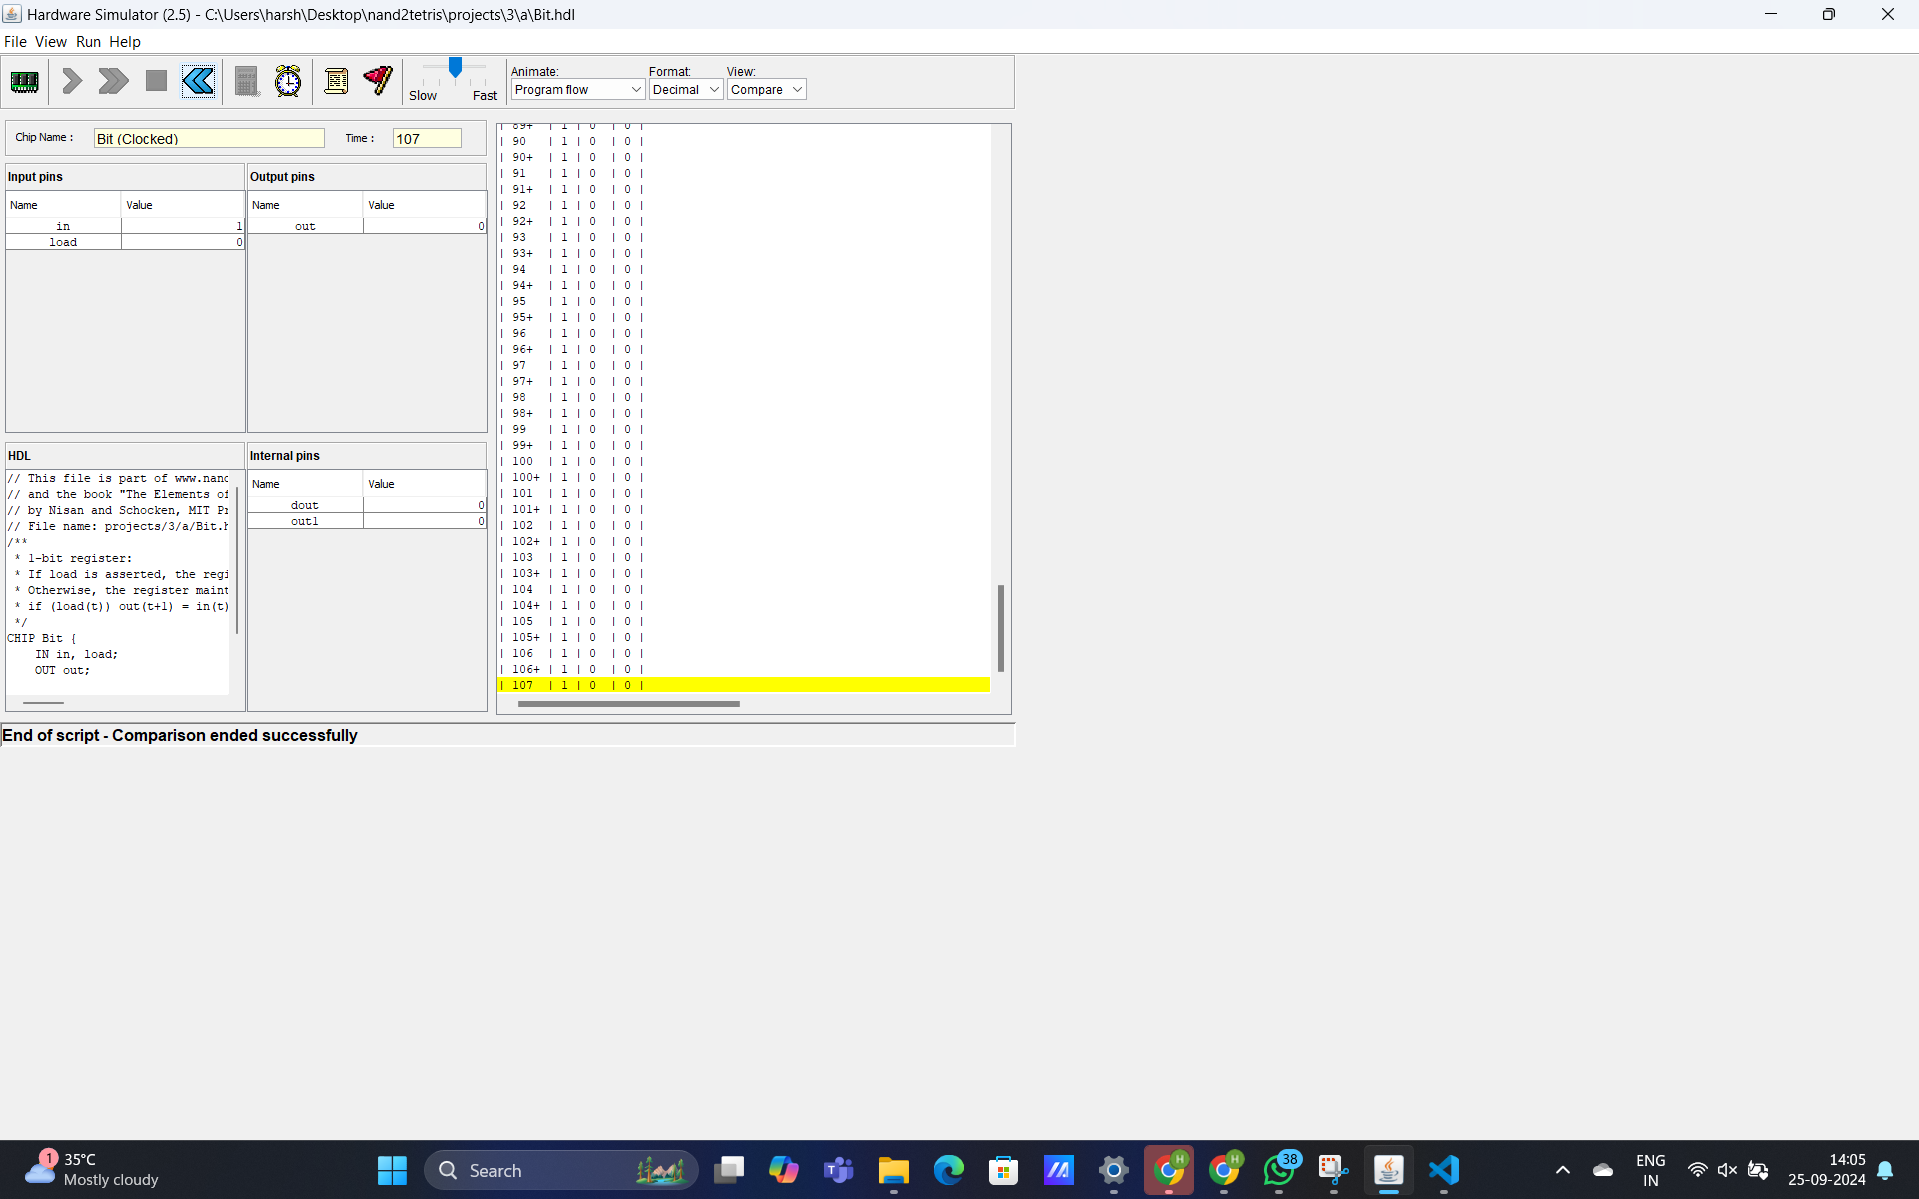 Hardware Simulator (2.5) - C:\Users\harsh\Desktop\nand2tetris\projects\3\a\Bit.hdl
File View Run Help
Slow Fast
Animate: Format: View:
Program flow Decimal Compare
Chip Name : Bit (Clocked) Time : 107
Input pins
Name Value
in 1
load 0
Output pins
Name Value
out 0
HDL
// This file is part of www.nand
// and the book "The Elements of
// by Nisan and Schocken, MIT Pr
// File name: projects/3/a/Bit.h
/**
* 1-bit register:
* If load is asserted, the regi
* Otherwise, the register maint
* if (load(t)) out(t+1) = in(t)
*/
CHIP Bit {
IN in, load;
OUT out;
Internal pins
Name Value
dout 0
out1 0
| 89+ | 1 | 0 | 0 |
| 90 | 1 | 0 | 0 |
| 90+ | 1 | 0 | 0 |
| 91 | 1 | 0 | 0 |
| 91+ | 1 | 0 | 0 |
| 92 | 1 | 0 | 0 |
| 92+ | 1 | 0 | 0 |
| 93 | 1 | 0 | 0 |
| 93+ | 1 | 0 | 0 |
| 94 | 1 | 0 | 0 |
| 94+ | 1 | 0 | 0 |
| 95 | 1 | 0 | 0 |
| 95+ | 1 | 0 | 0 |
| 96 | 1 | 0 | 0 |
| 96+ | 1 | 0 | 0 |
| 97 | 1 | 0 | 0 |
| 97+ | 1 | 0 | 0 |
| 98 | 1 | 0 | 0 |
| 98+ | 1 | 0 | 0 |
| 99 | 1 | 0 | 0 |
| 99+ | 1 | 0 | 0 |
| 100 | 1 | 0 | 0 |
| 100+ | 1 | 0 | 0 |
| 101 | 1 | 0 | 0 |
| 101+ | 1 | 0 | 0 |
| 102 | 1 | 0 | 0 |
| 102+ | 1 | 0 | 0 |
| 103 | 1 | 0 | 0 |
| 103+ | 1 | 0 | 0 |
| 104 | 1 | 0 | 0 |
| 104+ | 1 | 0 | 0 |
| 105 | 1 | 0 | 0 |
| 105+ | 1 | 0 | 0 |
| 106 | 1 | 0 | 0 |
| 106+ | 1 | 0 | 0 |
| 107 | 1 | 0 | 0 |
End of script - Comparison ended successfully
1
35°C
Mostly cloudy
Search
H
H
38
ENG
IN
14:05
25-09-2024